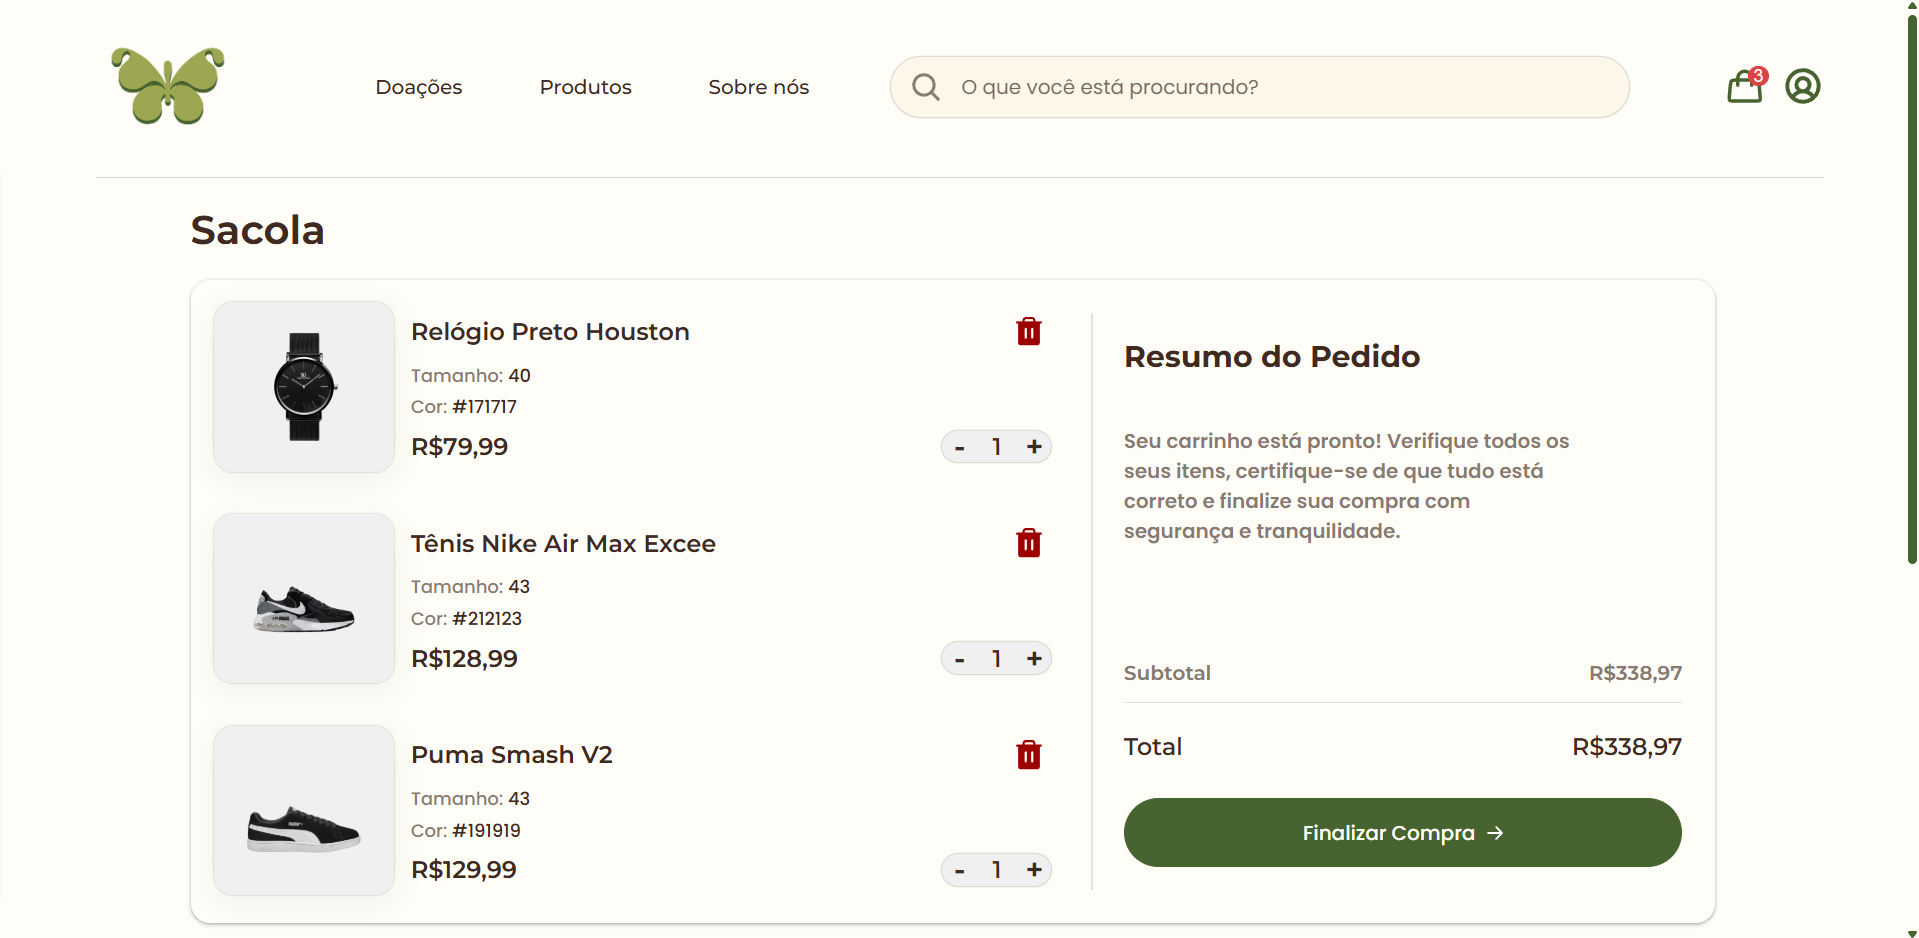 Doações
Produtos
Sobre nós
O que você está procurando?
3
Sacola
Relógio Preto Houston
Tamanho: 40
Cor: #171717
R$79,99
- 1 +
Tênis Nike Air Max Excee
Tamanho: 43
Cor: #212123
R$128,99
- 1 +
Puma Smash V2
Tamanho: 43
Cor: #191919
R$129,99
- 1 +
Resumo do Pedido
Seu carrinho está pronto! Verifique todos os
seus itens, certifique-se de que tudo está
correto e finalize sua compra com
segurança e tranquilidade.
Subtotal R$338,97
Total R$338,97
Finalizar Compra →